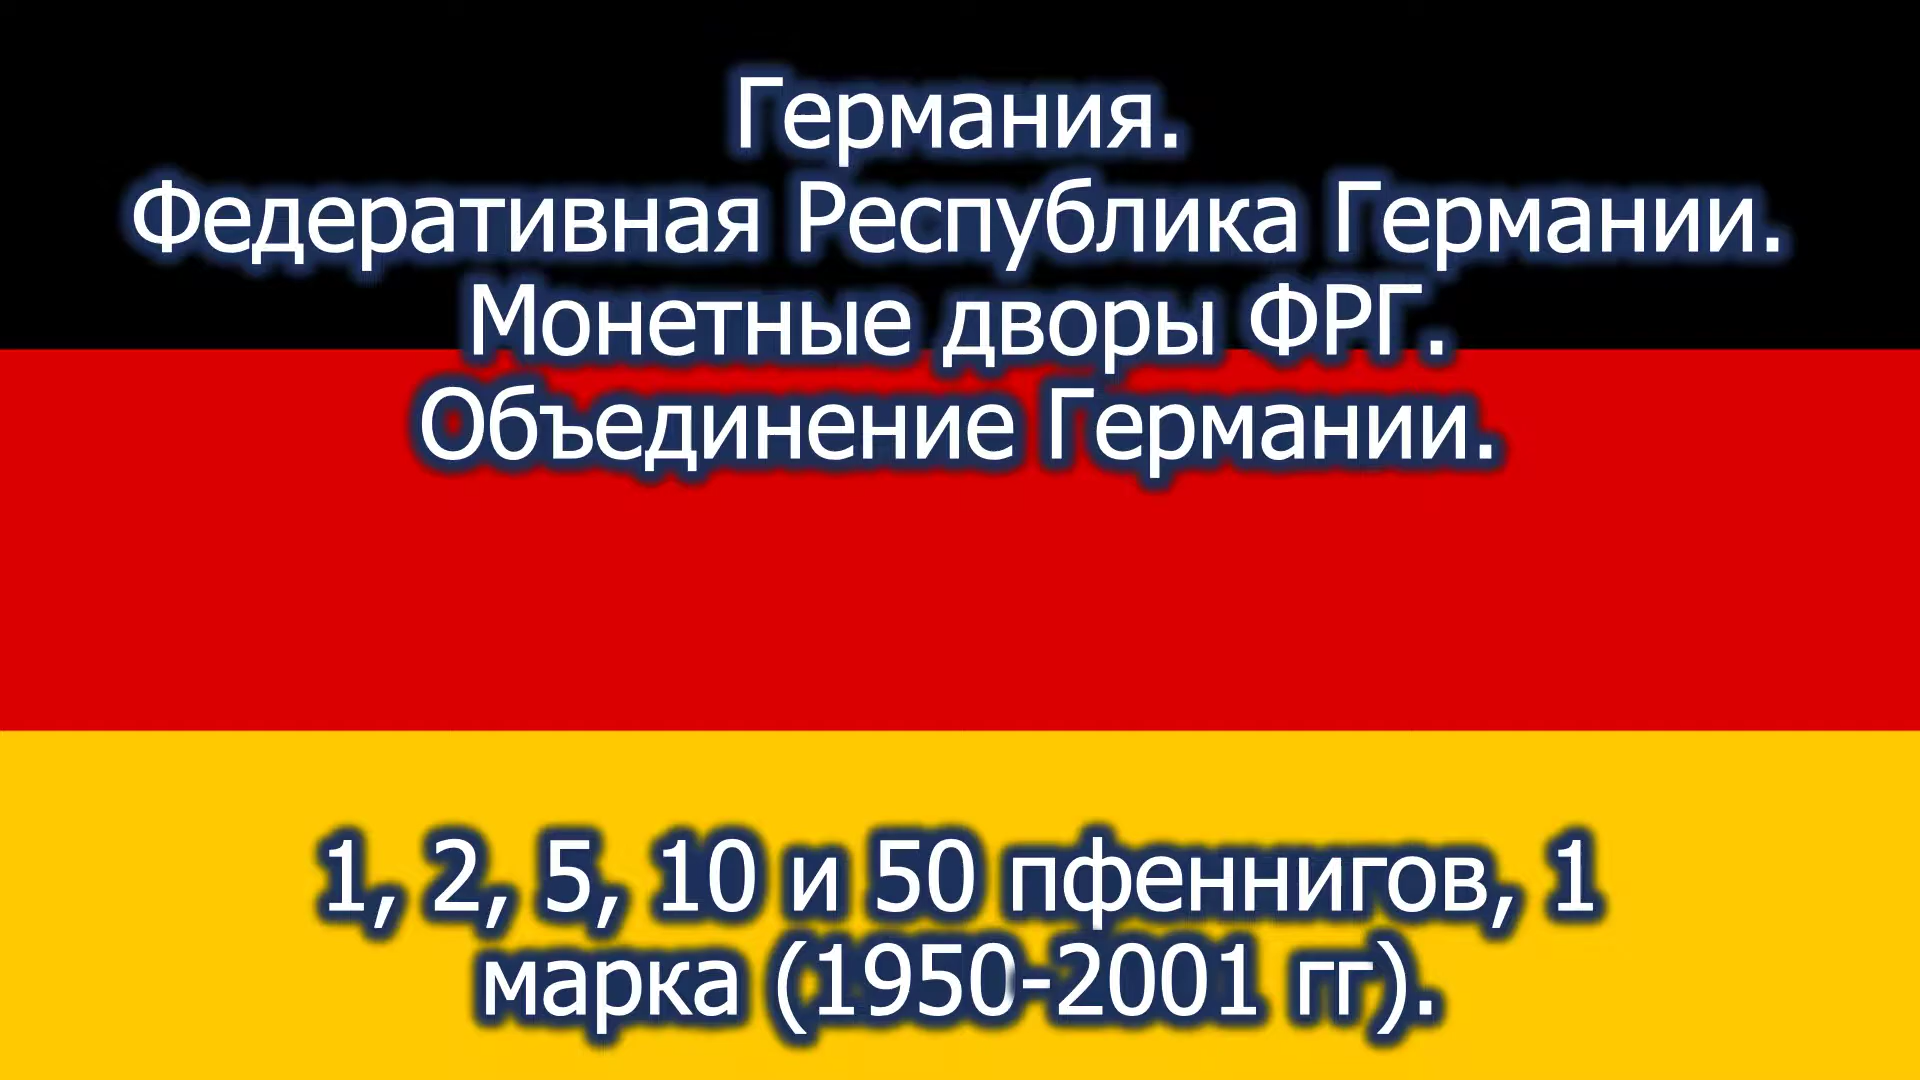 Германия.
Федеративная Республика Германии.
Монетные дворы ФРГ.
Объединение Германии.
1, 2, 5, 10 и 50 пфеннигов, 1
марка (1950-2001 гг).